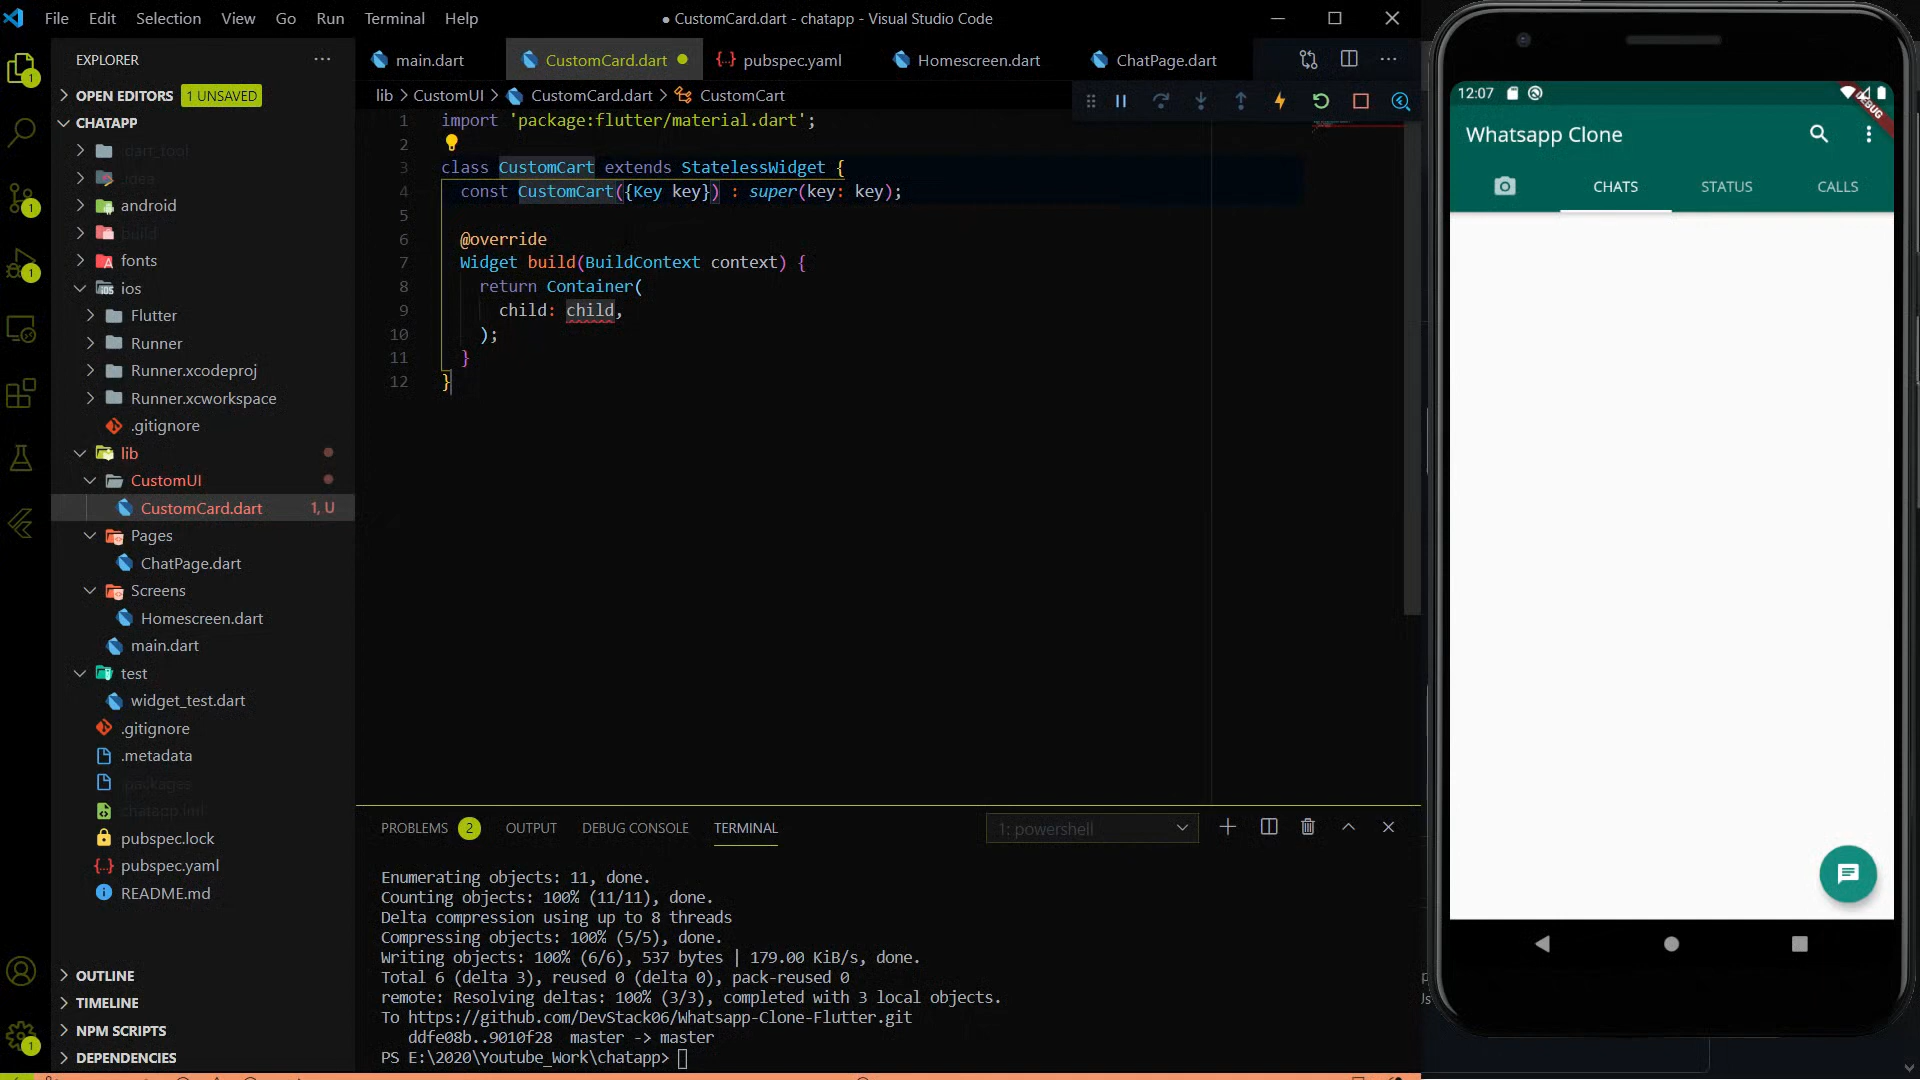 File Edit Selection View Go Run Terminal Help
● CustomCard.dart - chatapp - Visual Studio Code
EXPLORER
OPEN EDITORS 1 UNSAVED
CHATAPP
.dart_tool
.idea
android
build
fonts
ios
Flutter
Runner
Runner.xcodeproj
Runner.xcworkspace
.gitignore
lib
CustomUI
CustomCard.dart 1, U
Pages
ChatPage.dart
Screens
Homescreen.dart
main.dart
test
widget_test.dart
.gitignore
.metadata
.packages
chatapp.iml
pubspec.lock
pubspec.yaml
README.md
OUTLINE
TIMELINE
NPM SCRIPTS
DEPENDENCIES
main.dart CustomCard.dart pubspec.yaml Homescreen.dart ChatPage.dart
lib > CustomUI > CustomCard.dart > CustomCart
1 import 'package:flutter/material.dart';
2
3 class CustomCart extends StatelessWidget {
4 const CustomCart({Key key}) : super(key: key);
5
6 @override
7 Widget build(BuildContext context) {
8 return Container(
9 child: child,
10 );
11 }
12 }
PROBLEMS 2 OUTPUT DEBUG CONSOLE TERMINAL 1: powershell
Enumerating objects: 11, done.
Counting objects: 100% (11/11), done.
Delta compression using up to 8 threads
Compressing objects: 100% (5/5), done.
Writing objects: 100% (6/6), 537 bytes | 179.00 KiB/s, done.
Total 6 (delta 3), reused 0 (delta 0), pack-reused 0
remote: Resolving deltas: 100% (3/3), completed with 3 local objects.
To https://github.com/DevStack06/Whatsapp-Clone-Flutter.git
ddfe08b..9010f28 master -> master
PS E:\2020\Youtube_Work\chatapp>
12:07
DEBUG
Whatsapp Clone
CHATS STATUS CALLS